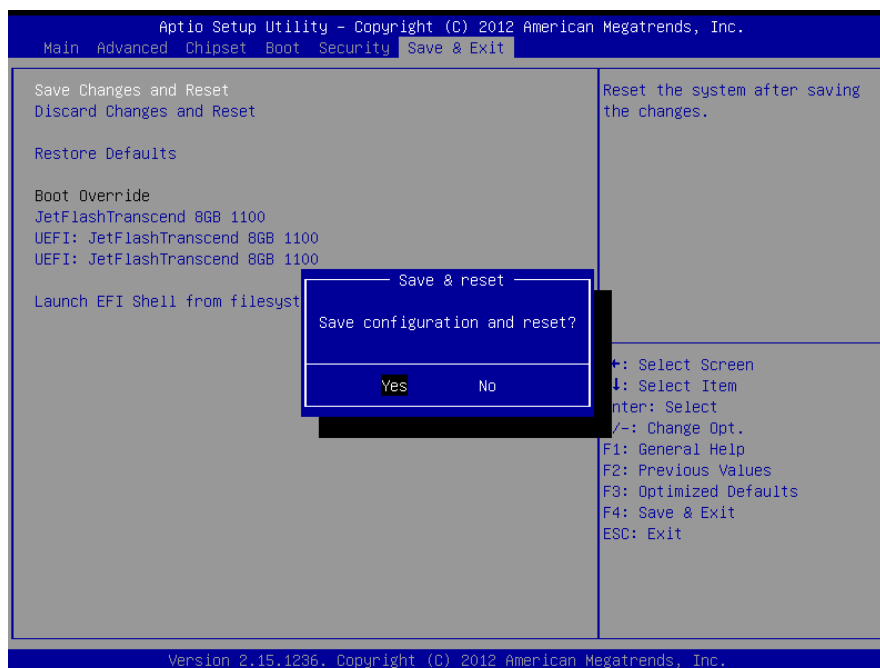 Aptio Setup Utility – Copyright (C) 2012 American Megatrends, Inc.
Main Advanced Chipset Boot Security Save & Exit
Save Changes and Reset
Discard Changes and Reset
Restore Defaults
Boot Override
JetFlashTranscend 8GB 1100
UEFI: JetFlashTranscend 8GB 1100
UEFI: JetFlashTranscend 8GB 1100
Launch EFI Shell from filesyst
Save & reset
Save configuration and reset?
Yes No
Reset the system after saving
the changes.
: Select Screen
: Select Item
nter: Select
/-: Change Opt.
F1: General Help
F2: Previous Values
F3: Optimized Defaults
F4: Save & Exit
ESC: Exit
Version 2.15.1236. Copyright (C) 2012 American Megatrends, Inc.